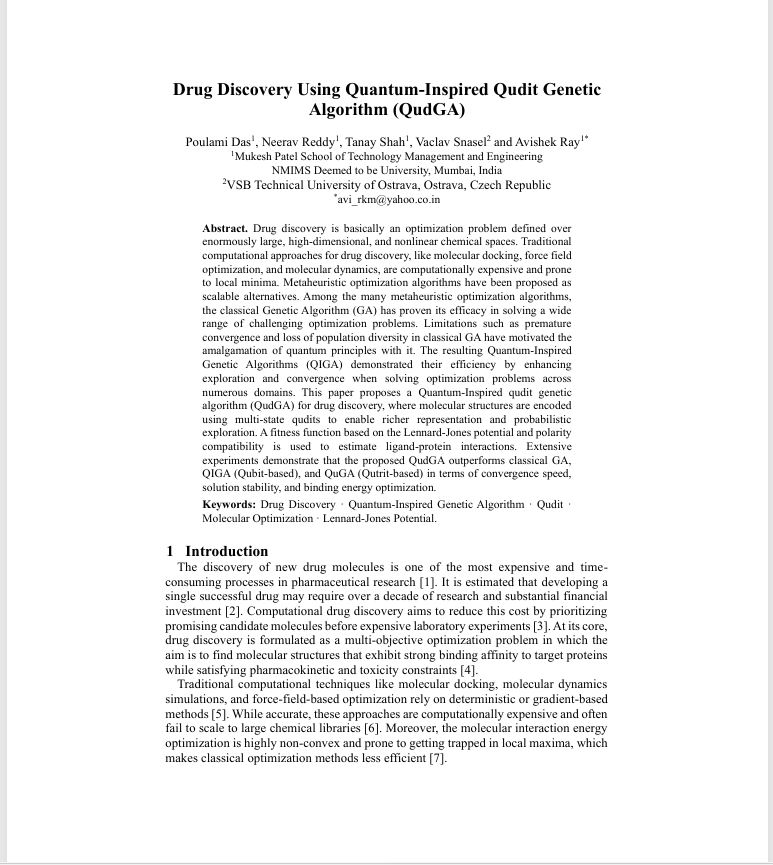 Drug Discovery Using Quantum-Inspired Qudit Genetic
Algorithm (QudGA)
Poulami Das1, Neerav Reddy1, Tanay Shah1, Vaclav Snasel2 and Avishek Ray1*
1Mukesh Patel School of Technology Management and Engineering
NMIMS Deemed to be University, Mumbai, India
2VSB Technical University of Ostrava, Ostrava, Czech Republic
*avi_rkm@yahoo.co.in
Abstract. Drug discovery is basically an optimization problem defined over
enormously large, high-dimensional, and nonlinear chemical spaces. Traditional
computational approaches for drug discovery, like molecular docking, force field
optimization, and molecular dynamics, are computationally expensive and prone
to local minima. Metaheuristic optimization algorithms have been proposed as
scalable alternatives. Among the many metaheuristic optimization algorithms,
the classical Genetic Algorithm (GA) has proven its efficacy in solving a wide
range of challenging optimization problems. Limitations such as premature
convergence and loss of population diversity in classical GA have motivated the
amalgamation of quantum principles with it. The resulting Quantum-Inspired
Genetic Algorithms (QIGA) demonstrated their efficiency by enhancing
exploration and convergence when solving optimization problems across
numerous domains. This paper proposes a Quantum-Inspired qudit genetic
algorithm (QudGA) for drug discovery, where molecular structures are encoded
using multi-state qudits to enable richer representation and probabilistic
exploration. A fitness function based on the Lennard-Jones potential and polarity
compatibility is used to estimate ligand-protein interactions. Extensive
experiments demonstrate that the proposed QudGA outperforms classical GA,
QIGA (Qubit-based), and QuGA (Qutrit-based) in terms of convergence speed,
solution stability, and binding energy optimization.
Keywords: Drug Discovery · Quantum-Inspired Genetic Algorithm · Qudit ·
Molecular Optimization · Lennard-Jones Potential.
1 Introduction
The discovery of new drug molecules is one of the most expensive and time-
consuming processes in pharmaceutical research [1]. It is estimated that developing a
single successful drug may require over a decade of research and substantial financial
investment [2]. Computational drug discovery aims to reduce this cost by prioritizing
promising candidate molecules before expensive laboratory experiments [3]. At its core,
drug discovery is formulated as a multi-objective optimization problem in which the
aim is to find molecular structures that exhibit strong binding affinity to target proteins
while satisfying pharmacokinetic and toxicity constraints [4].
Traditional computational techniques like molecular docking, molecular dynamics
simulations, and force-field-based optimization rely on deterministic or gradient-based
methods [5]. While accurate, these approaches are computationally expensive and often
fail to scale to large chemical libraries [6]. Moreover, the molecular interaction energy
optimization is highly non-convex and prone to getting trapped in local maxima, which
makes classical optimization methods less efficient [7].